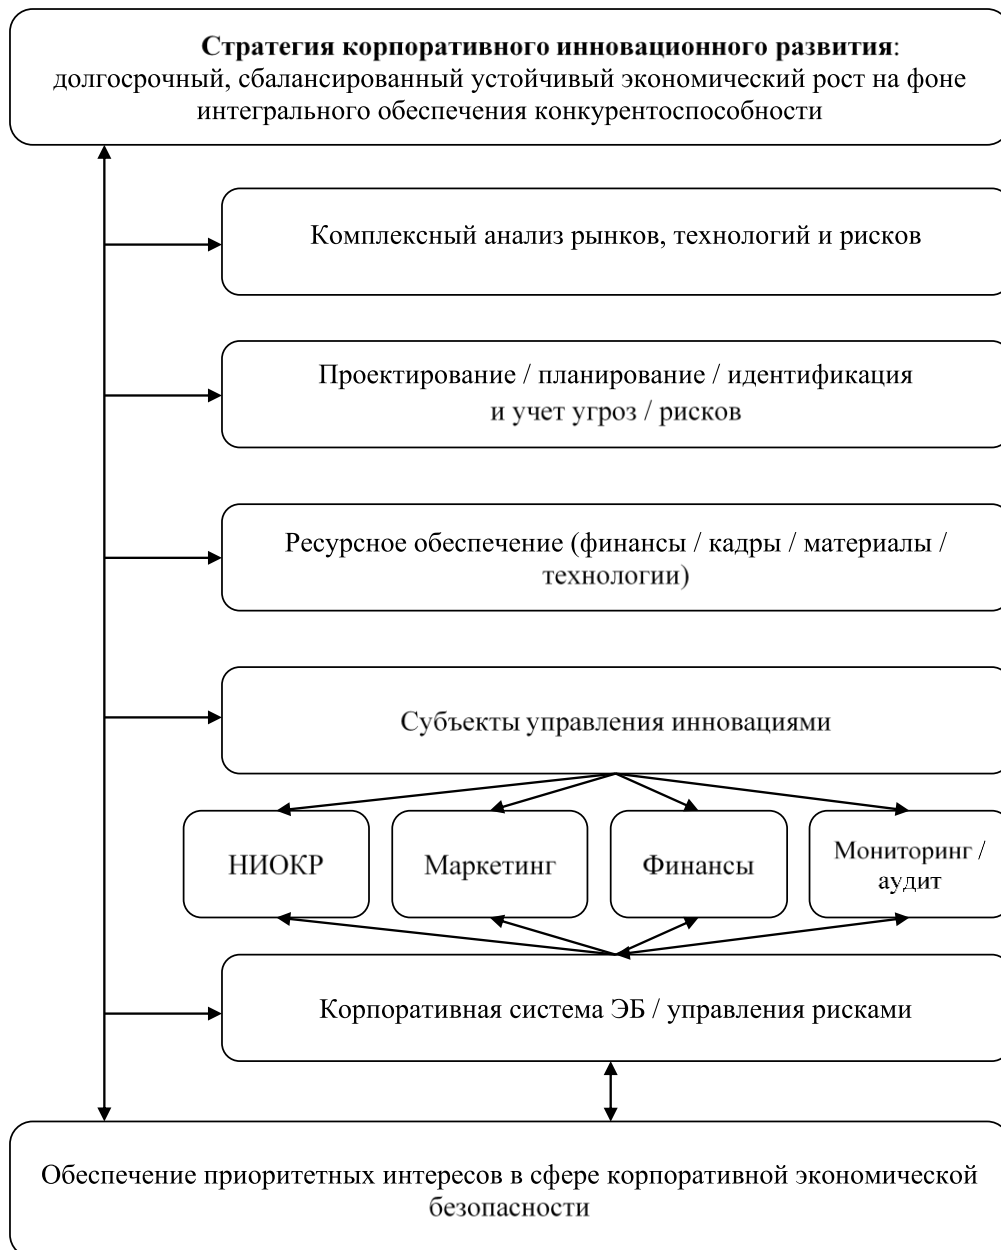 Стратегия корпоративного инновационного развития:
долгосрочный, сбалансированный устойчивый экономический рост на фоне
интегрального обеспечения конкурентоспособности
Комплексный анализ рынков, технологий и рисков
Проектирование / планирование / идентификация
и учет угроз / рисков
Ресурсное обеспечение (финансы / кадры / материалы /
технологии)
Субъекты управления инновациями
НИОКР
Маркетинг
Финансы
Мониторинг /
аудит
Корпоративная система ЭБ / управления рисками
Обеспечение приоритетных интересов в сфере корпоративной экономической
безопасности